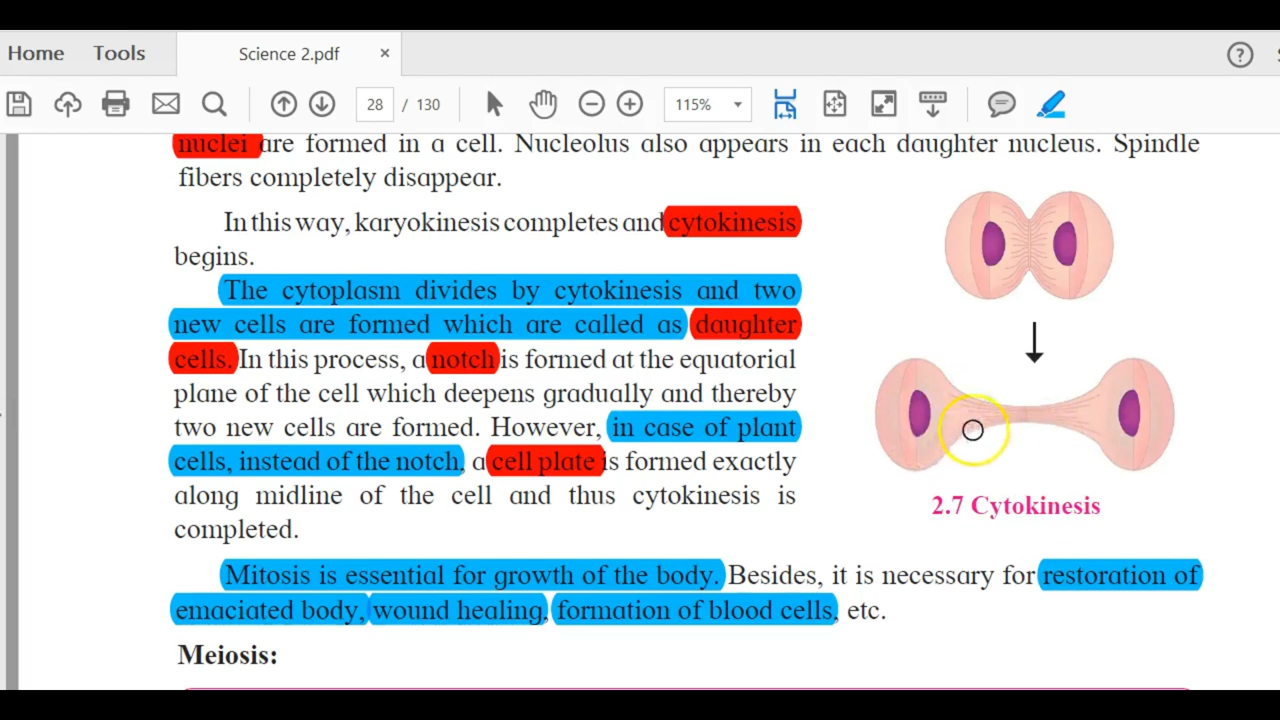 Home Tools Science 2.pdf ×
28 / 130 115%
nuclei are formed in a cell. Nucleolus also appears in each daughter nucleus. Spindle
fibers completely disappear.
In this way, karyokinesis completes and cytokinesis
begins.
The cytoplasm divides by cytokinesis and two
new cells are formed which are called as daughter
cells. In this process, a notch is formed at the equatorial
plane of the cell which deepens gradually and thereby
two new cells are formed. However, in case of plant
cells, instead of the notch, a cell plate is formed exactly
along midline of the cell and thus cytokinesis is
completed.
2.7 Cytokinesis
Mitosis is essential for growth of the body. Besides, it is necessary for restoration of
emaciated body, wound healing, formation of blood cells, etc.
Meiosis: